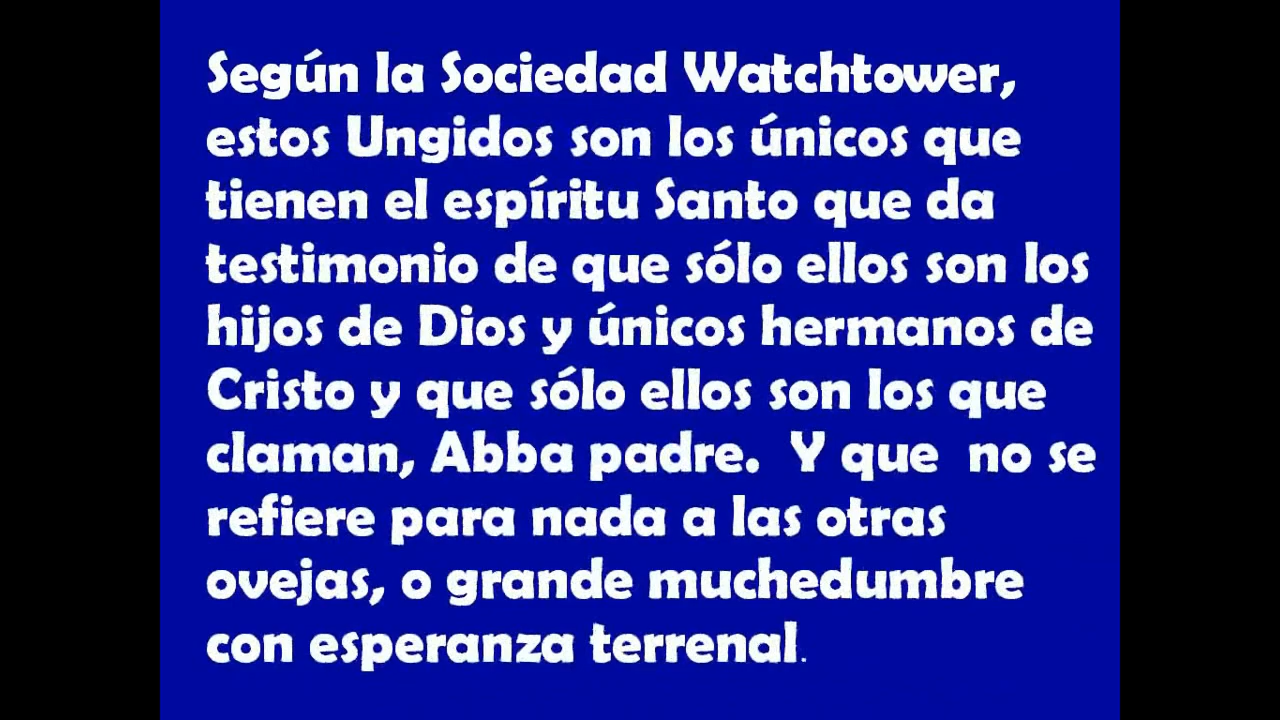 Según la Sociedad Watchtower,
estos Ungidos son los únicos que
tienen el espíritu Santo que da
testimonio de que sólo ellos son los
hijos de Dios y únicos hermanos de
Cristo y que sólo ellos son los que
claman, Abba padre.  Y que  no se
refiere para nada a las otras
ovejas, o grande muchedumbre
con esperanza terrenal.